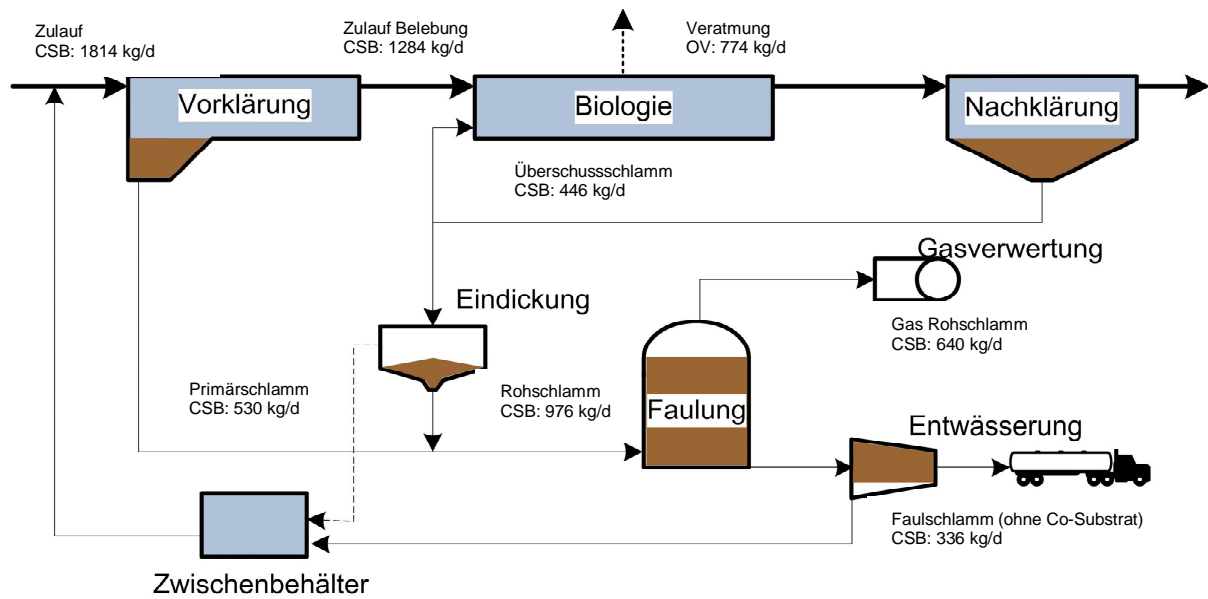 Zulauf
CSB: 1814 kg/d
Zulauf Belebung
CSB: 1284 kg/d
Veratmung
OV: 774 kg/d
Vorklärung
Biologie
Nachklärung
Überschussschlamm
CSB: 446 kg/d
Gasverwertung
Eindickung
Gas Rohschlamm
CSB: 640 kg/d
Primärschlamm
CSB: 530 kg/d
Rohschlamm
CSB: 976 kg/d
Faulung
Entwässerung
Faulschlamm (ohne Co-Substrat)
CSB: 336 kg/d
Zwischenbehälter